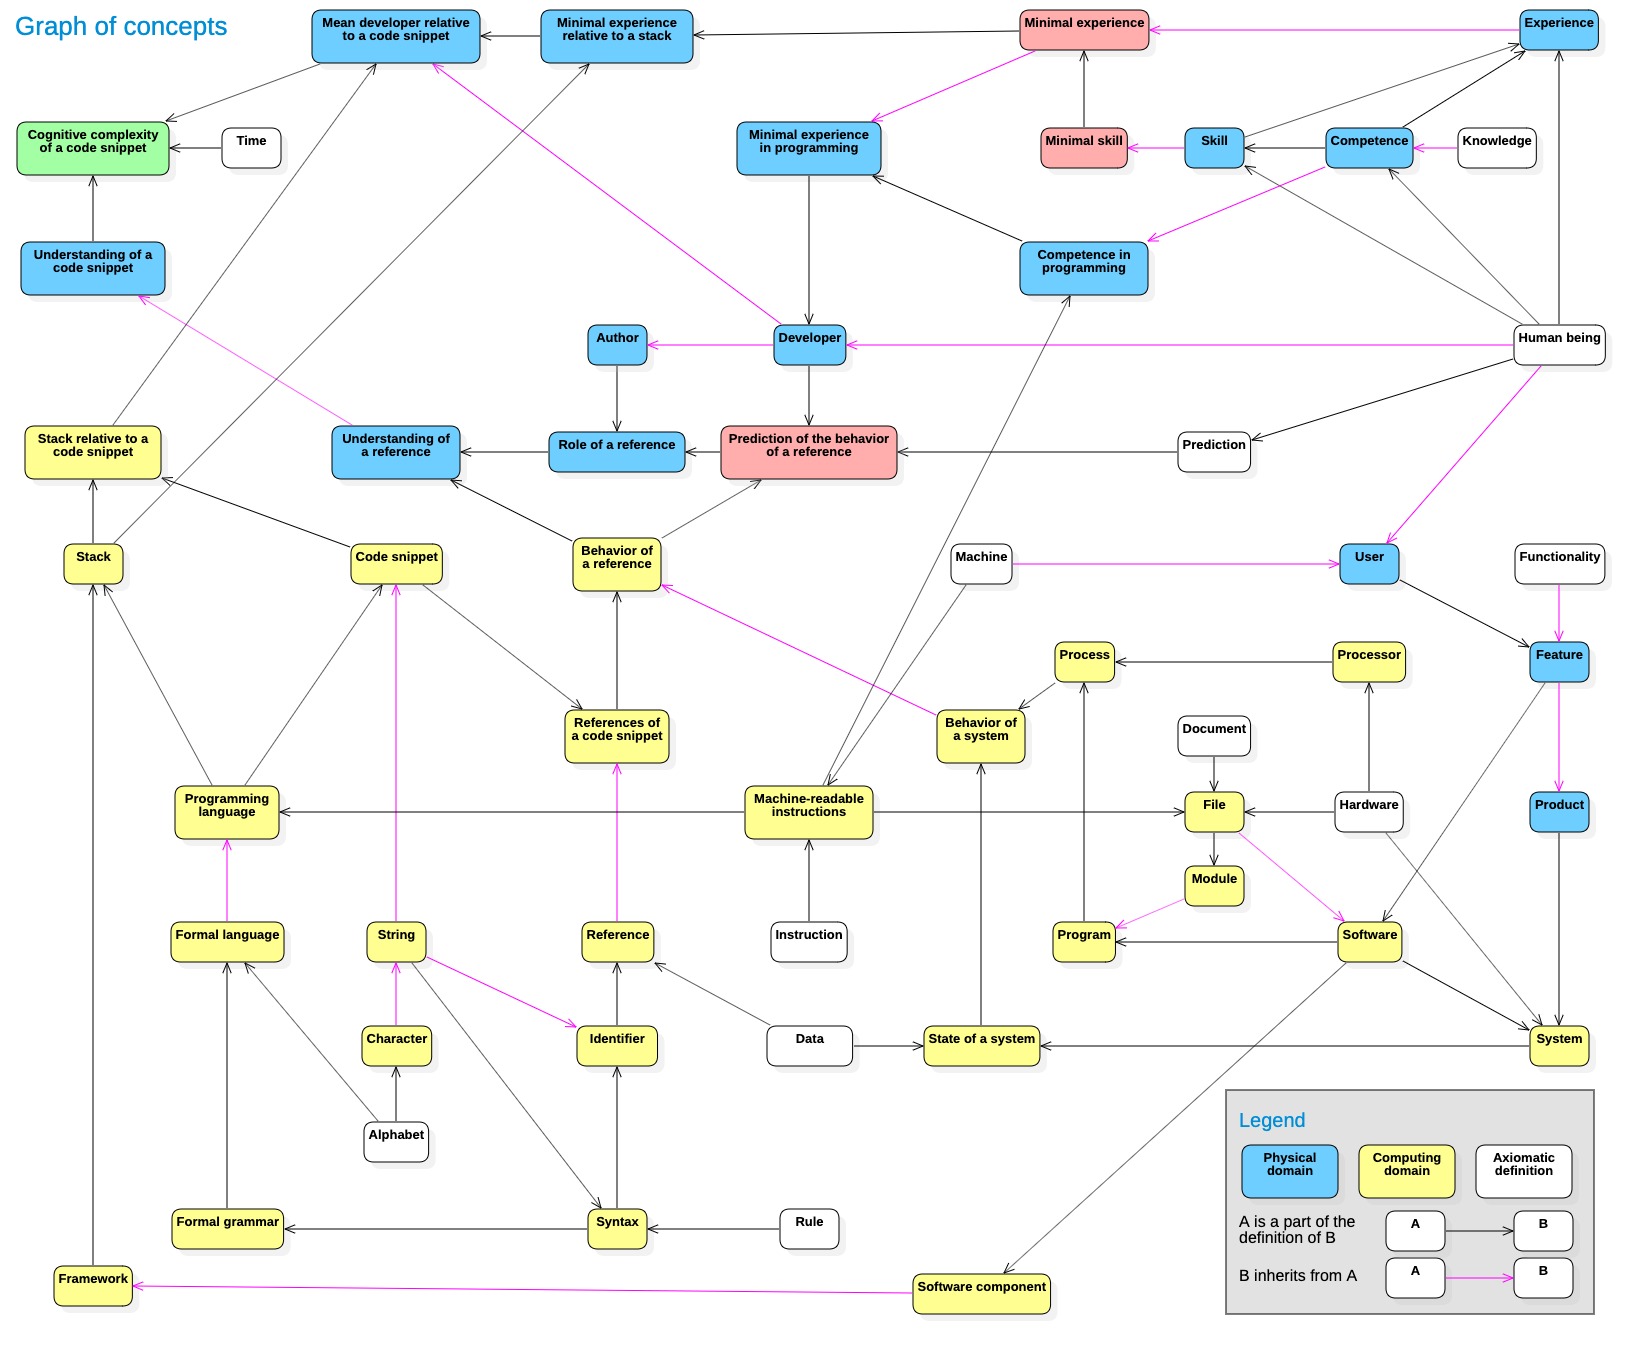 Graph of concepts
Mean developer relative
to a code snippet
Minimal experience
relative to a stack
Minimal experience
Experience
Cognitive complexity
of a code snippet
Time
Minimal experience
in programming
Minimal skill
Skill
Competence
Knowledge
Understanding of a
code snippet
Competence in
programming
Author
Developer
Human being
Stack relative to a
code snippet
Understanding of
a reference
Role of a reference
Prediction of the behavior
of a reference
Prediction
Stack
Code snippet
Behavior of
a reference
Machine
User
Functionality
Process
Processor
Feature
References of
a code snippet
Behavior of
a system
Document
Programming
language
Machine-readable
instructions
File
Hardware
Product
Module
Formal language
String
Reference
Instruction
Program
Software
Character
Identifier
Data
State of a system
System
Alphabet
Formal grammar
Syntax
Rule
Framework
Software component
Legend
Physical
domain
Computing
domain
Axiomatic
definition
A is a part of the
definition of B
A
B
B inherits from A
A
B